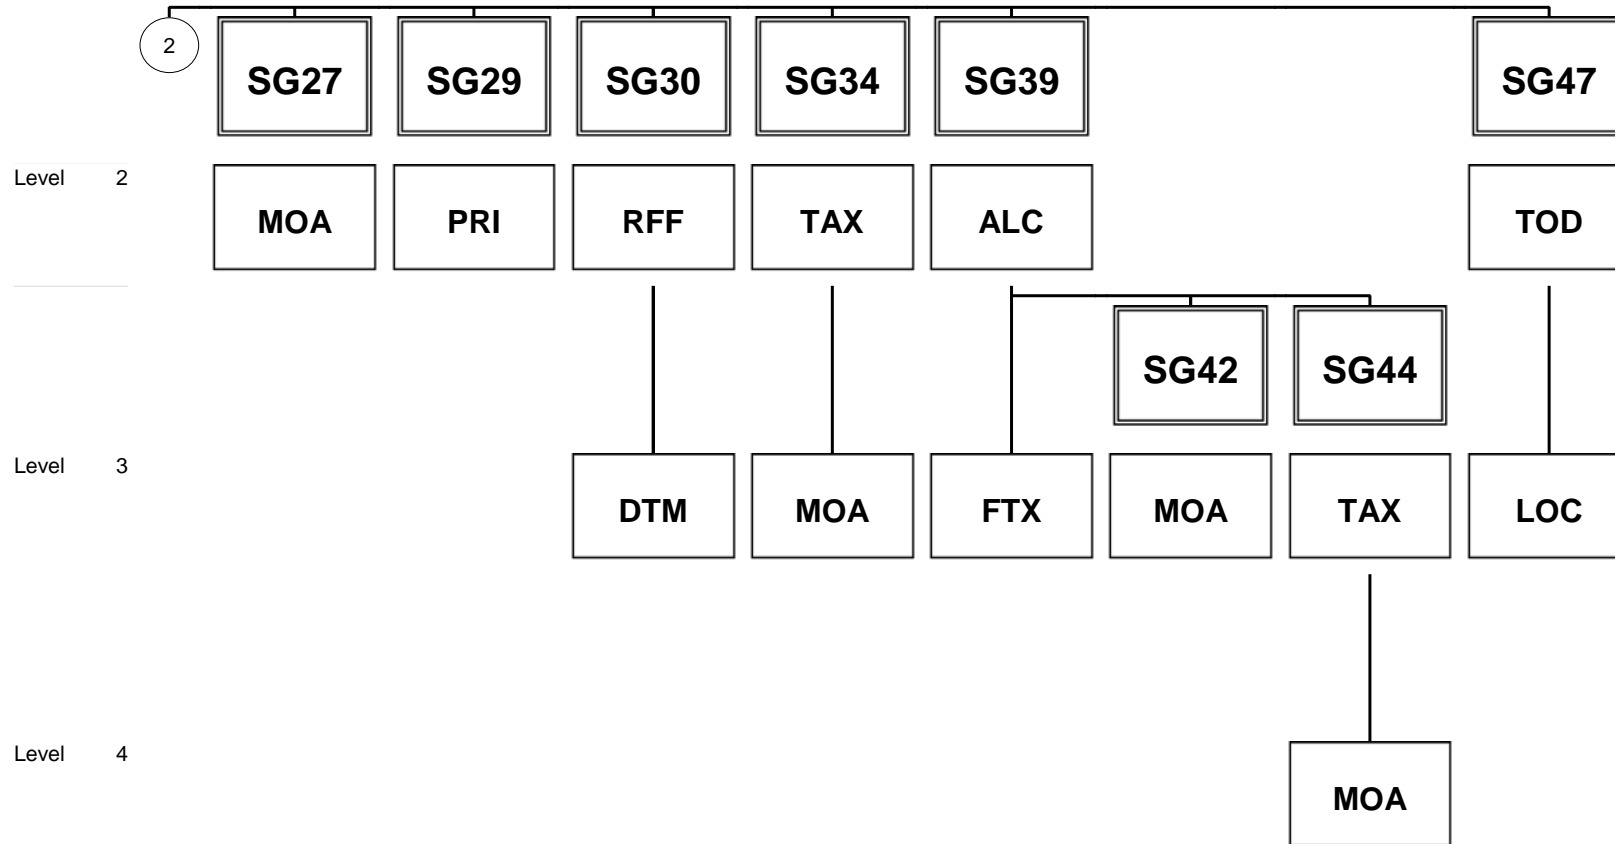 2
SG27 SG29 SG30 SG34 SG39 SG47
Level 2
MOA PRI RFF TAX ALC TOD
SG42 SG44
Level 3
DTM MOA FTX MOA TAX LOC
Level 4
MOA